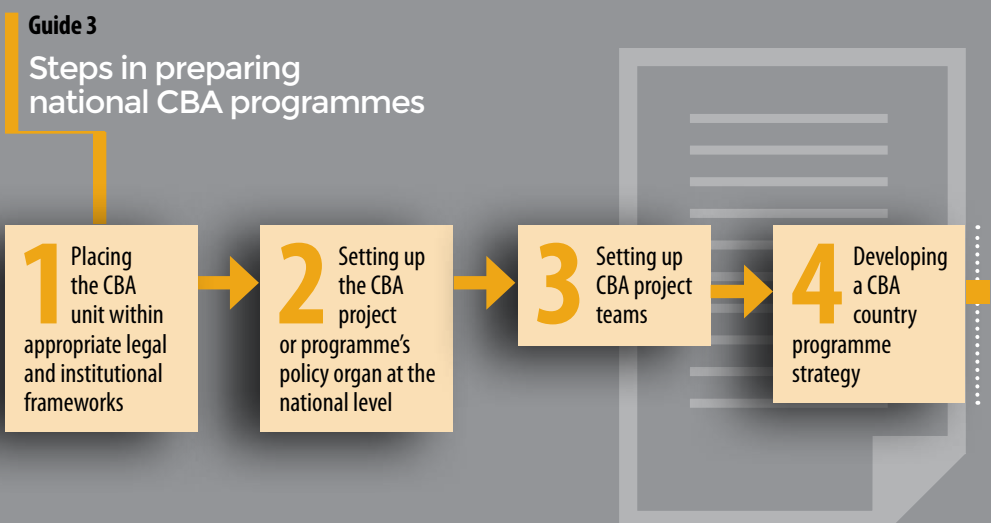 Guide 3
Steps in preparing
national CBA programmes
1
Placing
the CBA
unit within
appropriate legal
and institutional
frameworks
2
Setting up
the CBA
project
or programme's
policy organ at the
national level
3
Setting up
CBA project
teams
4
Developing
a CBA
country
programme
strategy